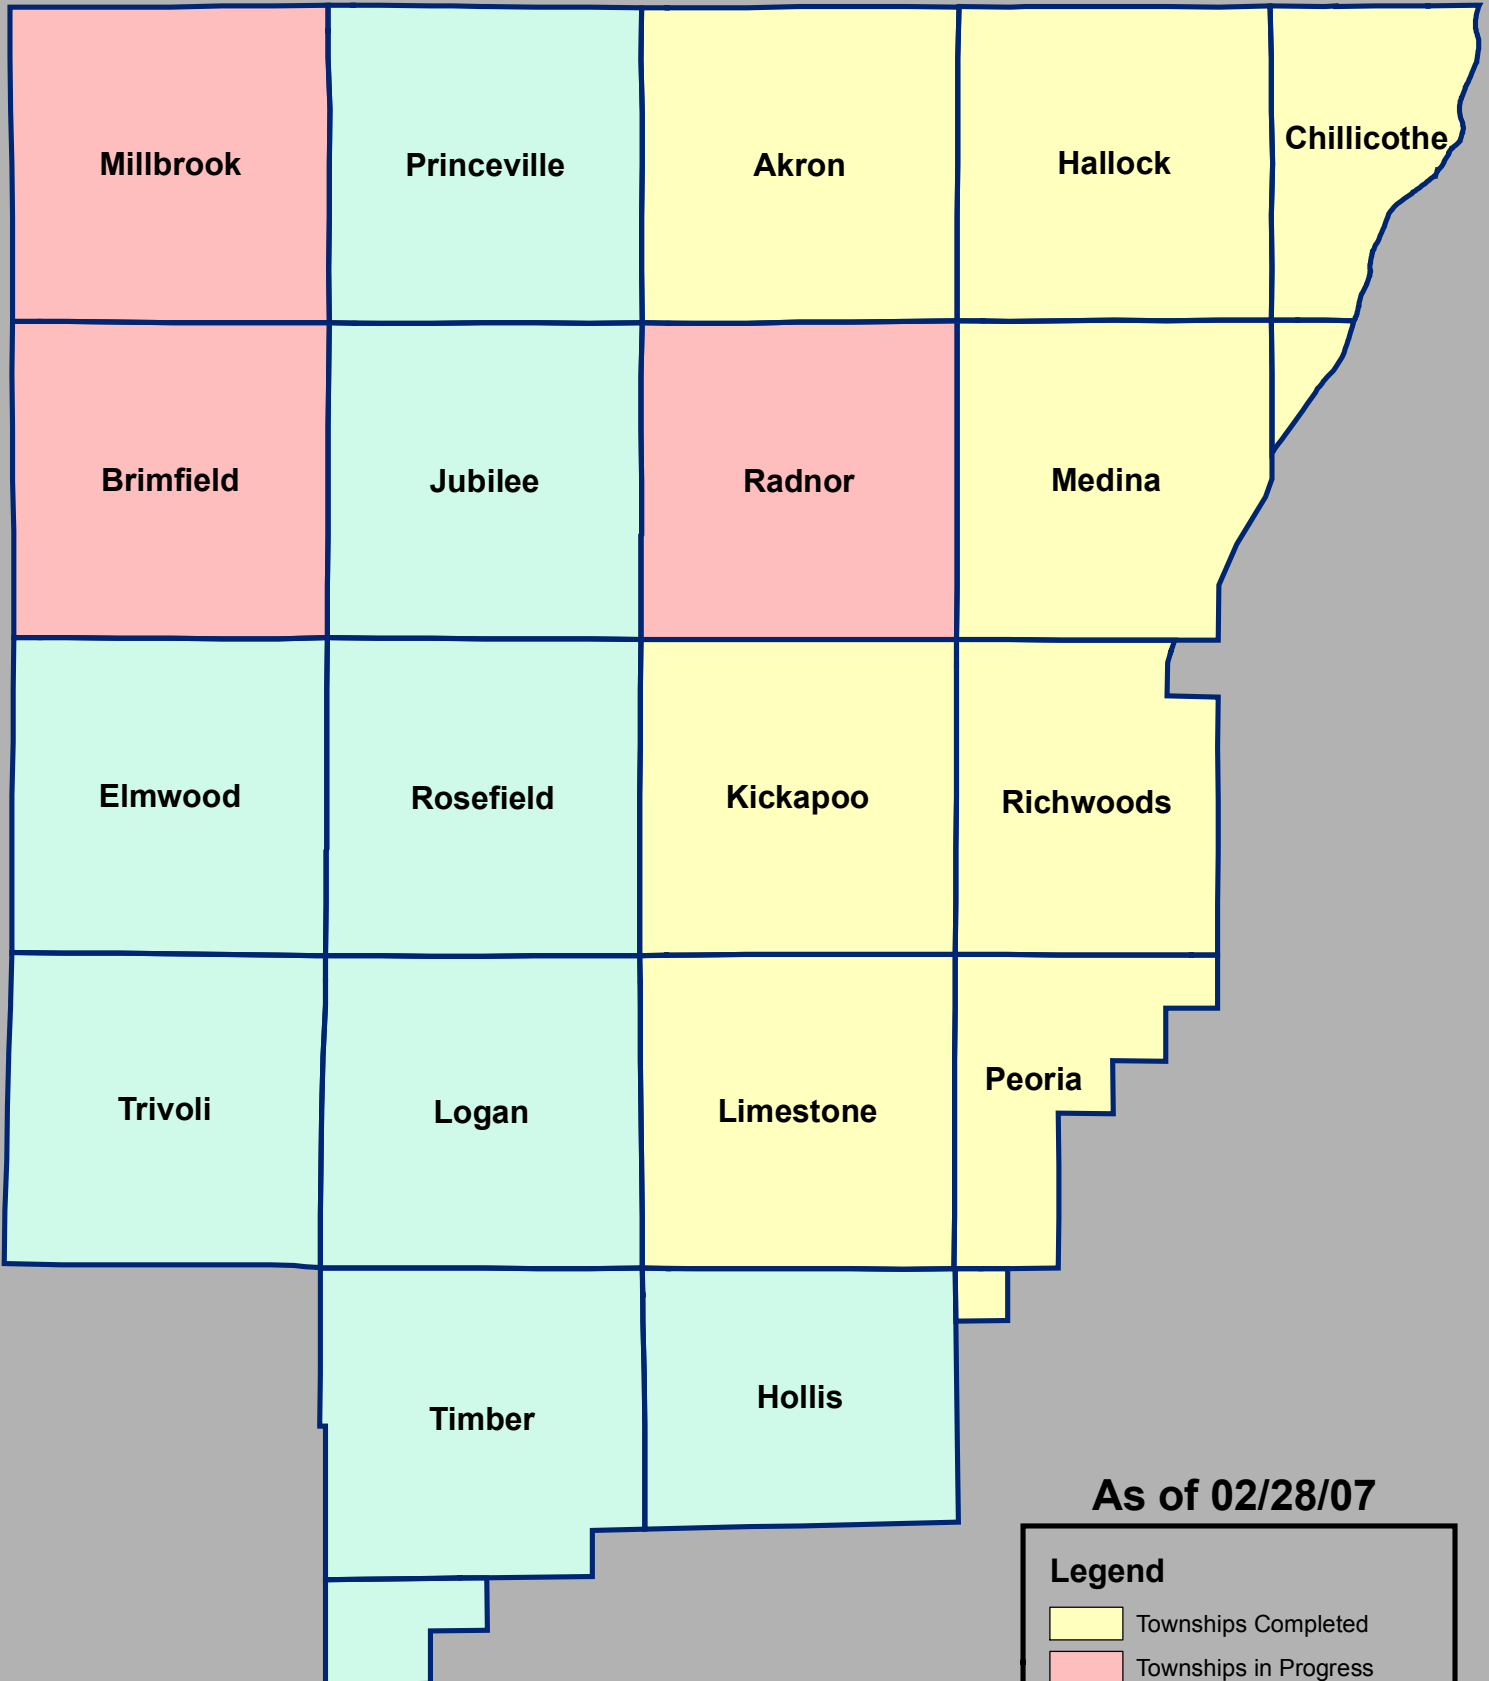 Millbrook
Princeville
Akron
Hallock
Chillicothe
Brimfield
Jubilee
Radnor
Medina
Elmwood
Rosefield
Kickapoo
Richwoods
Trivoli
Logan
Limestone
Peoria
Timber
Hollis
As of 02/28/07
Legend
Townships Completed
Townships in Progress